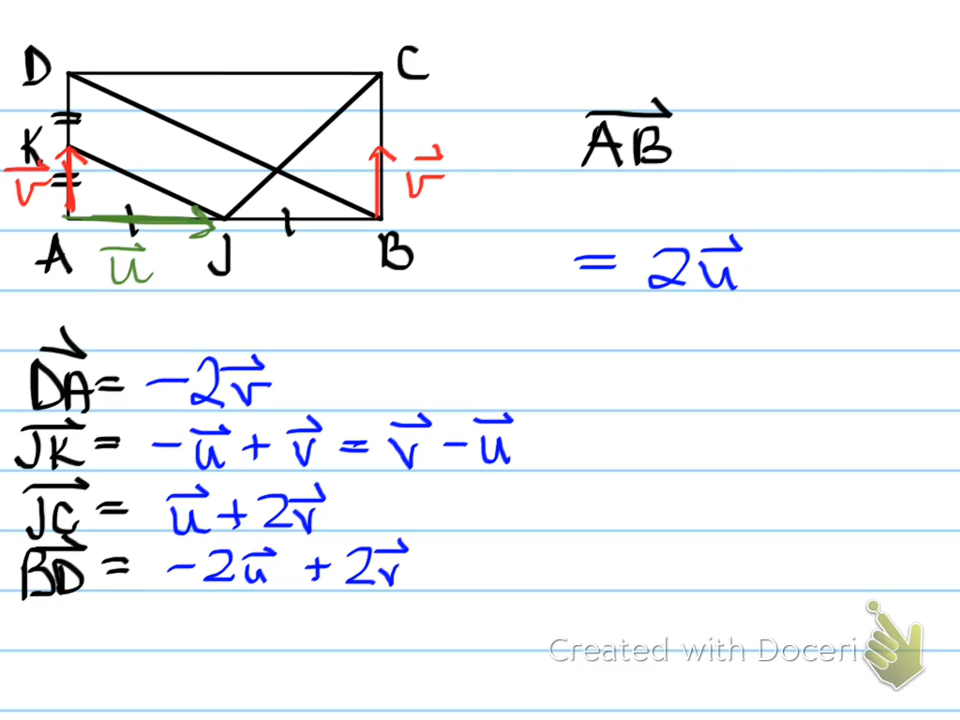 D C
K
v⃗ v⃗
A u⃗ J B
AB⃗
= 2u⃗
DA⃗ = -2v⃗
JK⃗ = -u⃗ + v⃗ = v⃗ - u⃗
JC⃗ = u⃗ + 2v⃗
BD⃗ = -2u⃗ + 2v⃗
Created with Doceri